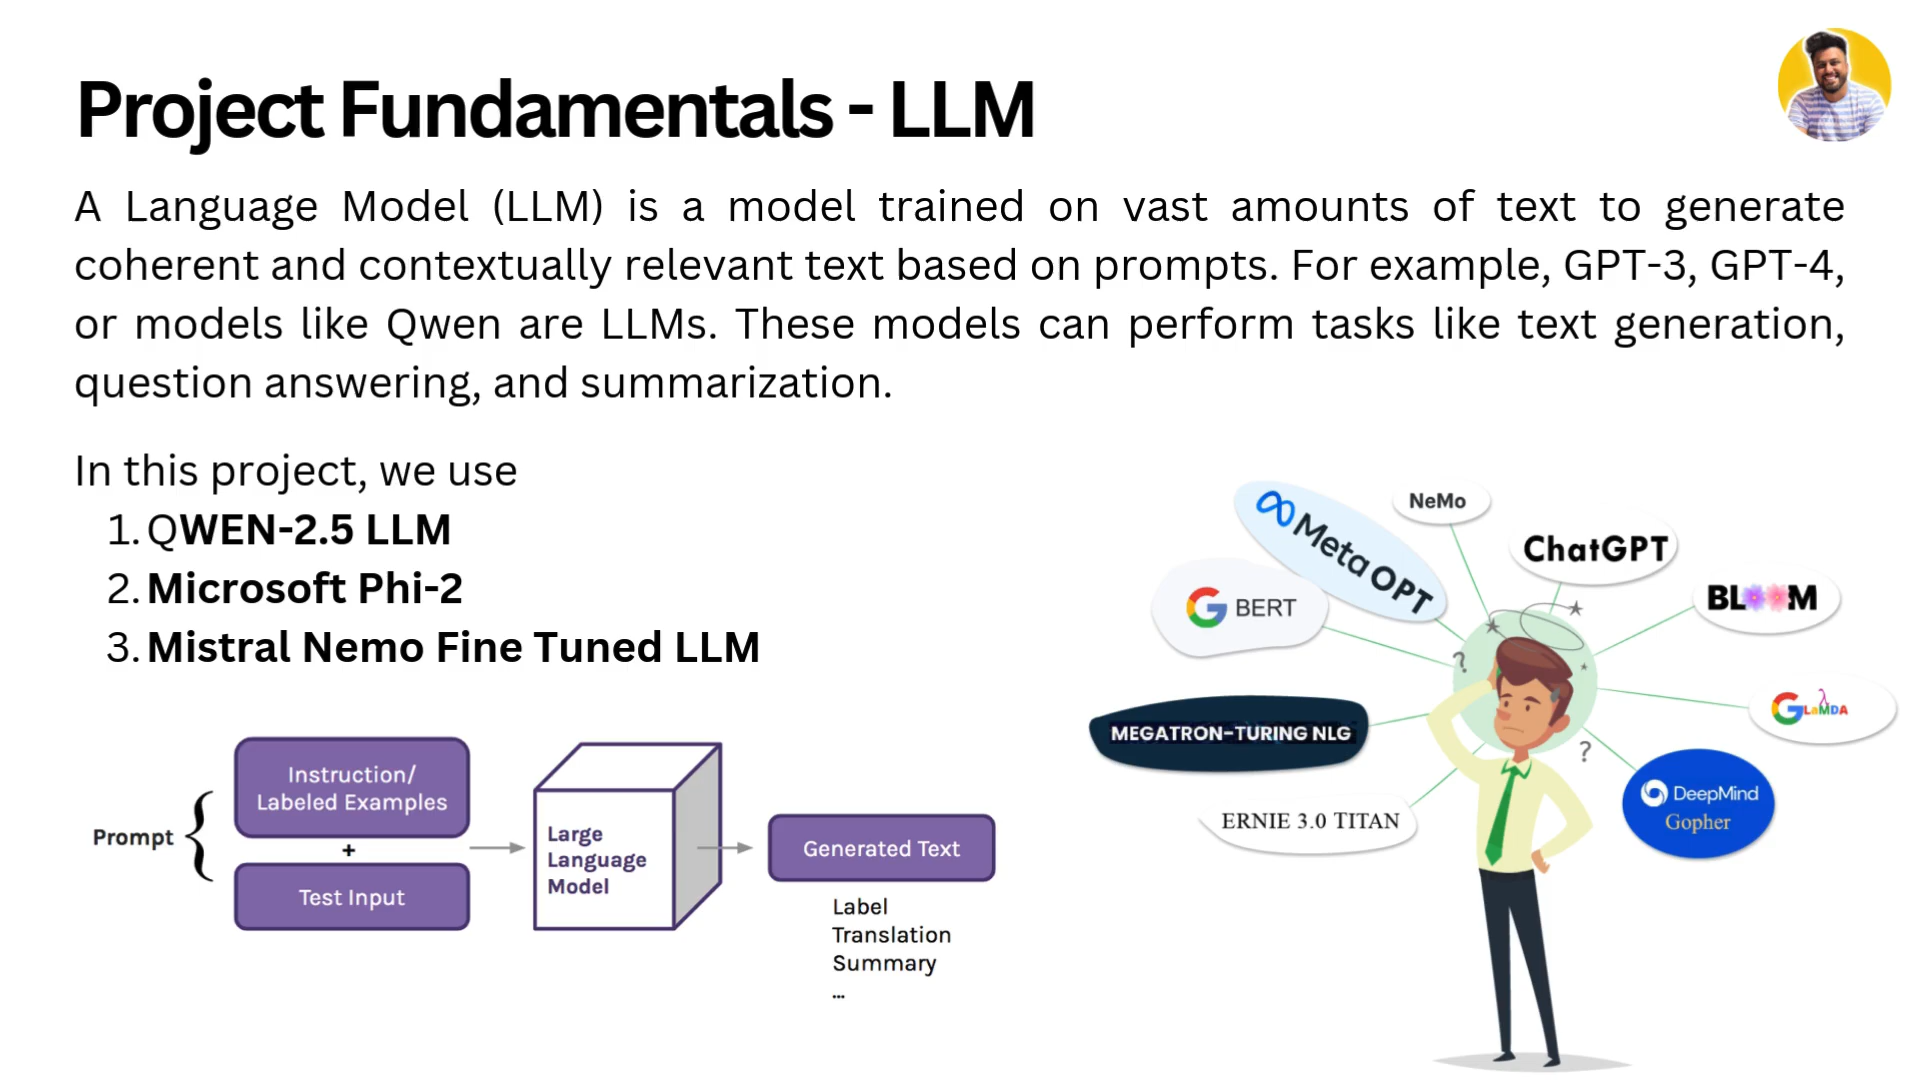 Project Fundamentals - LLM
A Language Model (LLM) is a model trained on vast amounts of text to generate
coherent and contextually relevant text based on prompts. For example, GPT-3, GPT-4,
or models like Qwen are LLMs. These models can perform tasks like text generation,
question answering, and summarization.
In this project, we use
1. QWEN-2.5 LLM
2. Microsoft Phi-2
3. Mistral Nemo Fine Tuned LLM
Prompt
Instruction/
Labeled Examples
+
Test Input
Large
Language
Model
Generated Text
Label
Translation
Summary
...
NeMo
Meta OPT
ChatGPT
BERT
BLOOM
LaMDA
MEGATRON-TURING NLG
DeepMind
Gopher
ERNIE 3.0 TITAN
?
?